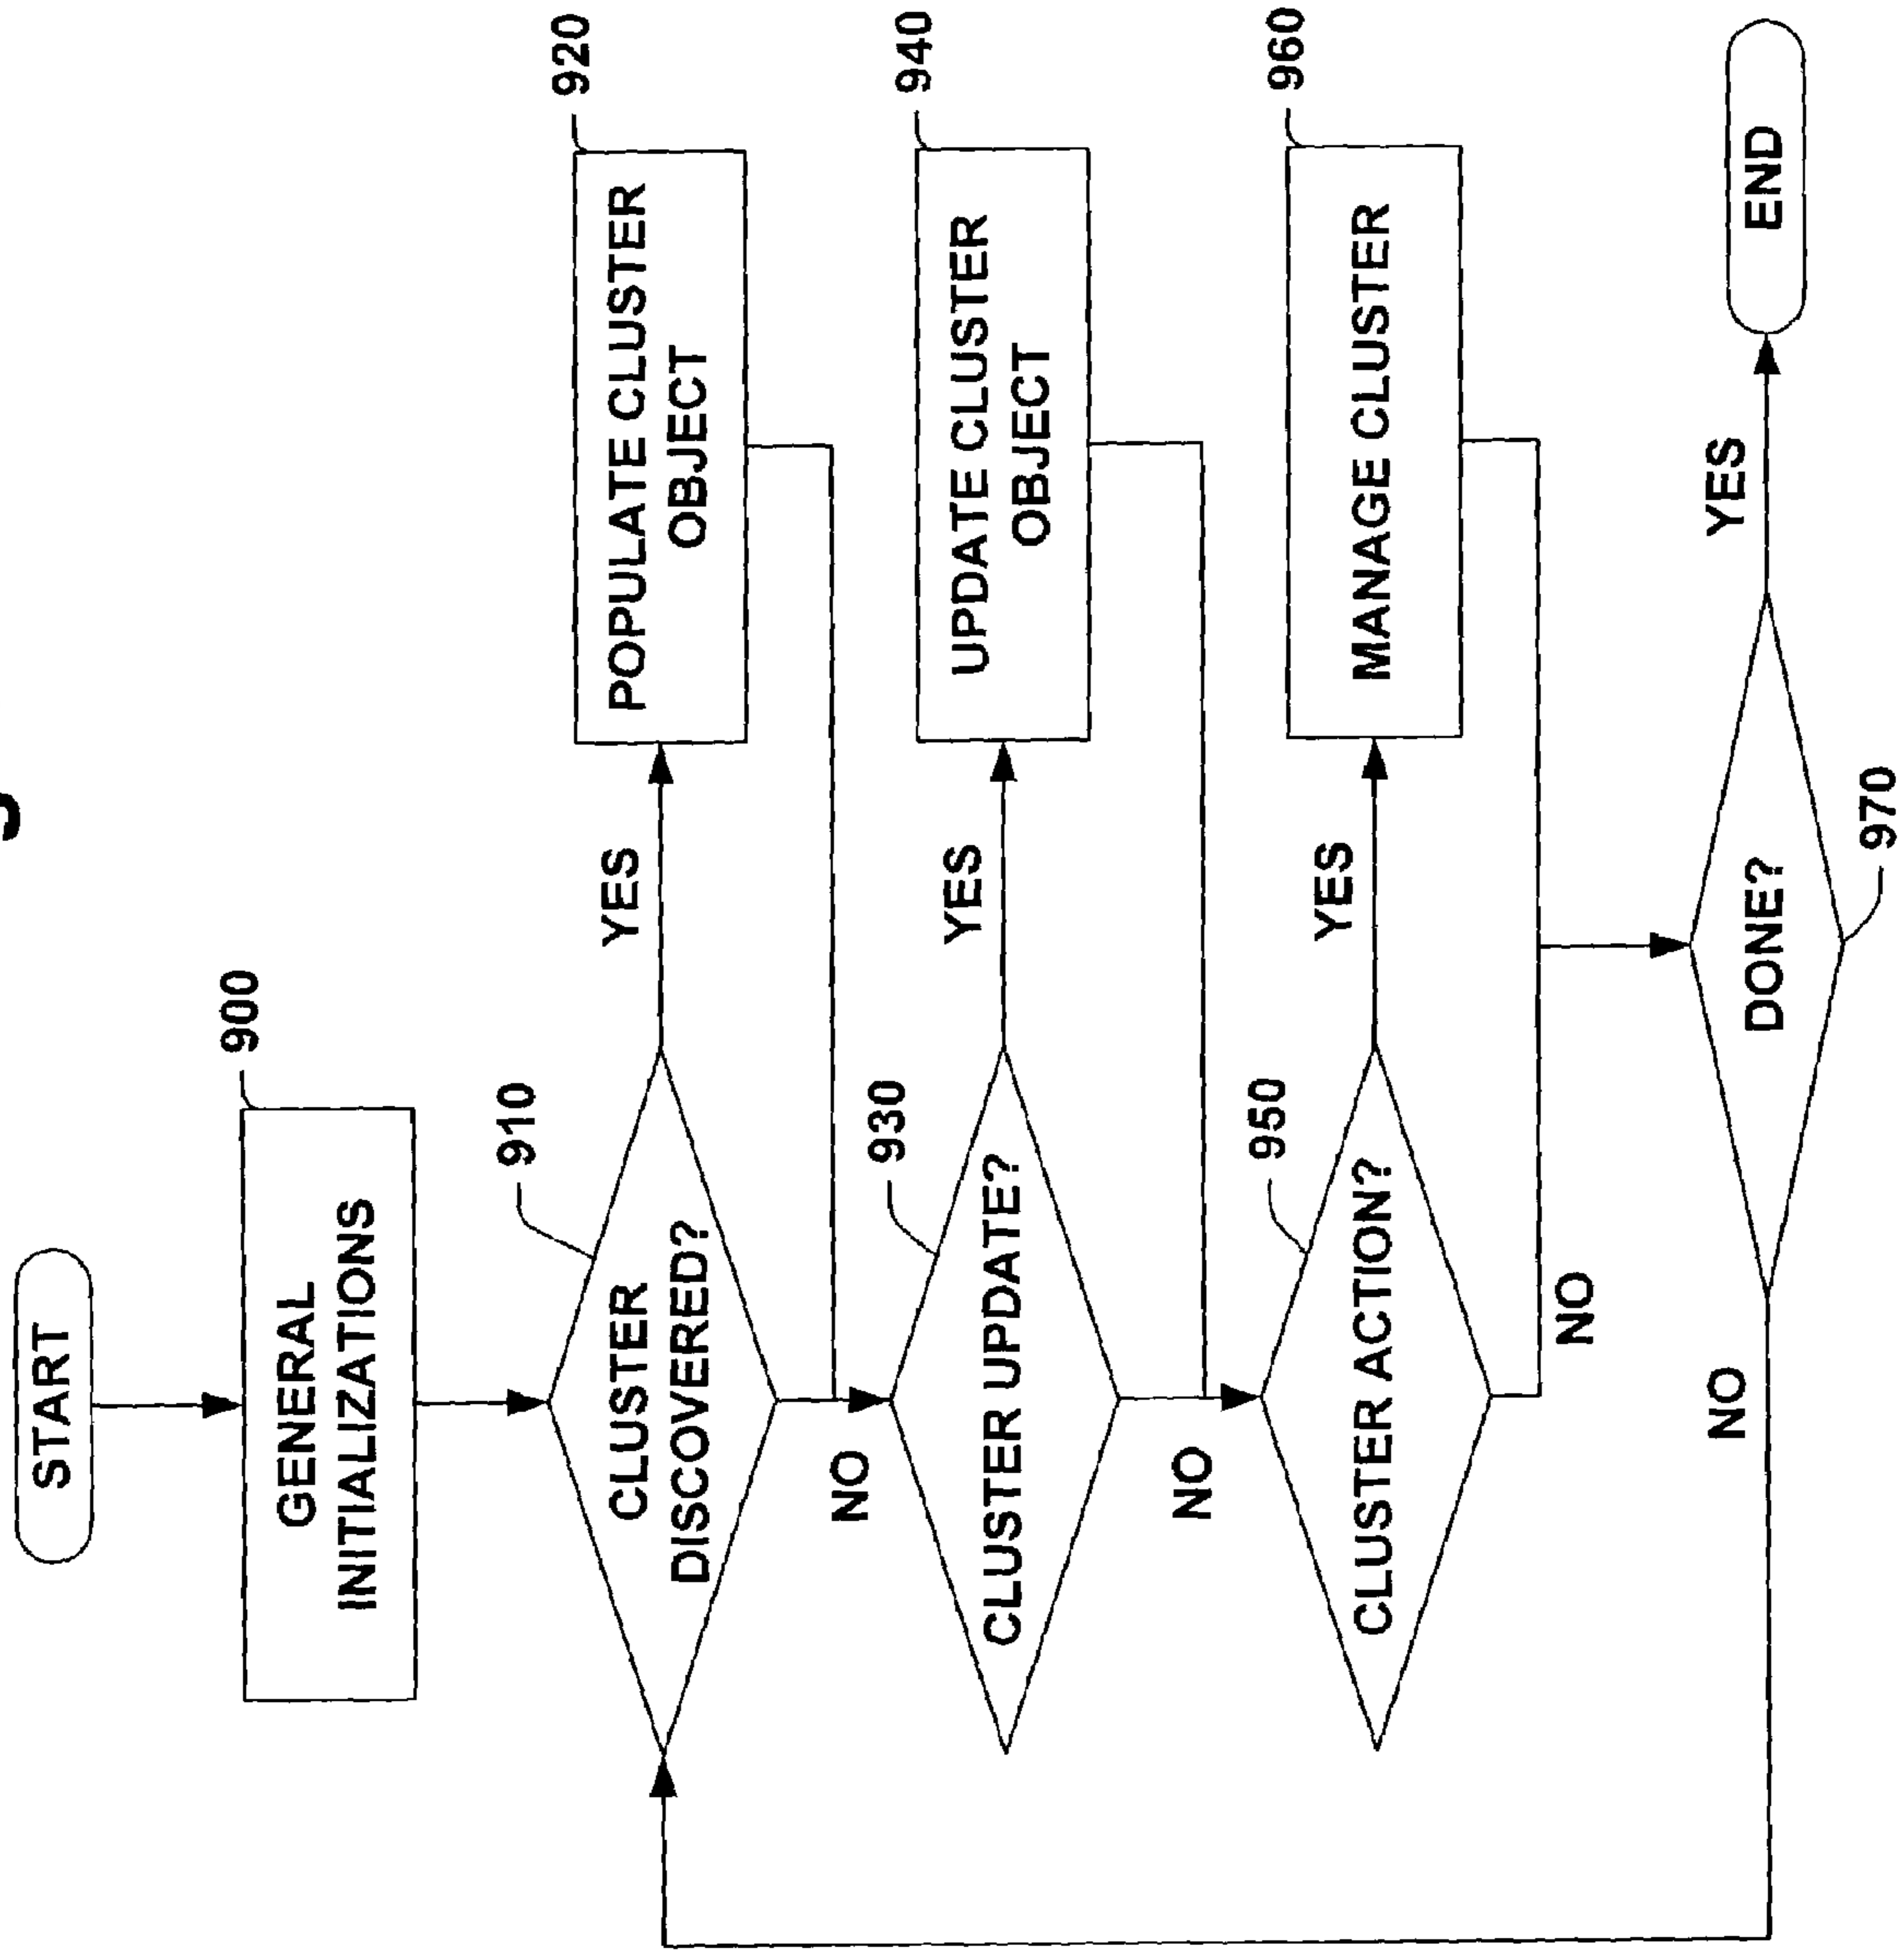 START
900
GENERAL
INITIALIZATIONS
910
CLUSTER
DISCOVERED?
YES
920
POPULATE CLUSTER
OBJECT
NO
930
CLUSTER UPDATE?
YES
940
UPDATE CLUSTER
OBJECT
NO
950
CLUSTER ACTION?
YES
960
MANAGE CLUSTER
NO
DONE?
970
NO
YES
END